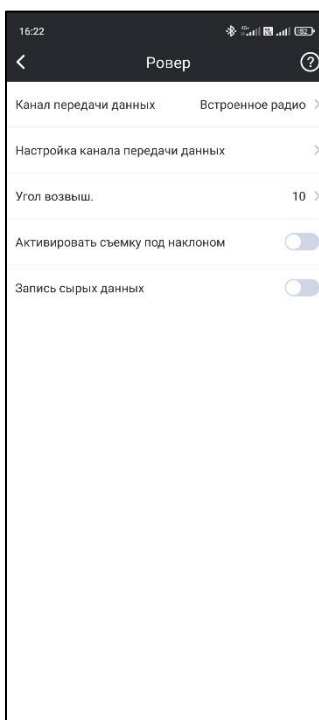 16:22
Ровер
Канал передачи данных Встроенное радио
Настройка канала передачи данных
Угол возвыш. 10
Активировать съемку под наклоном
Запись сырых данных